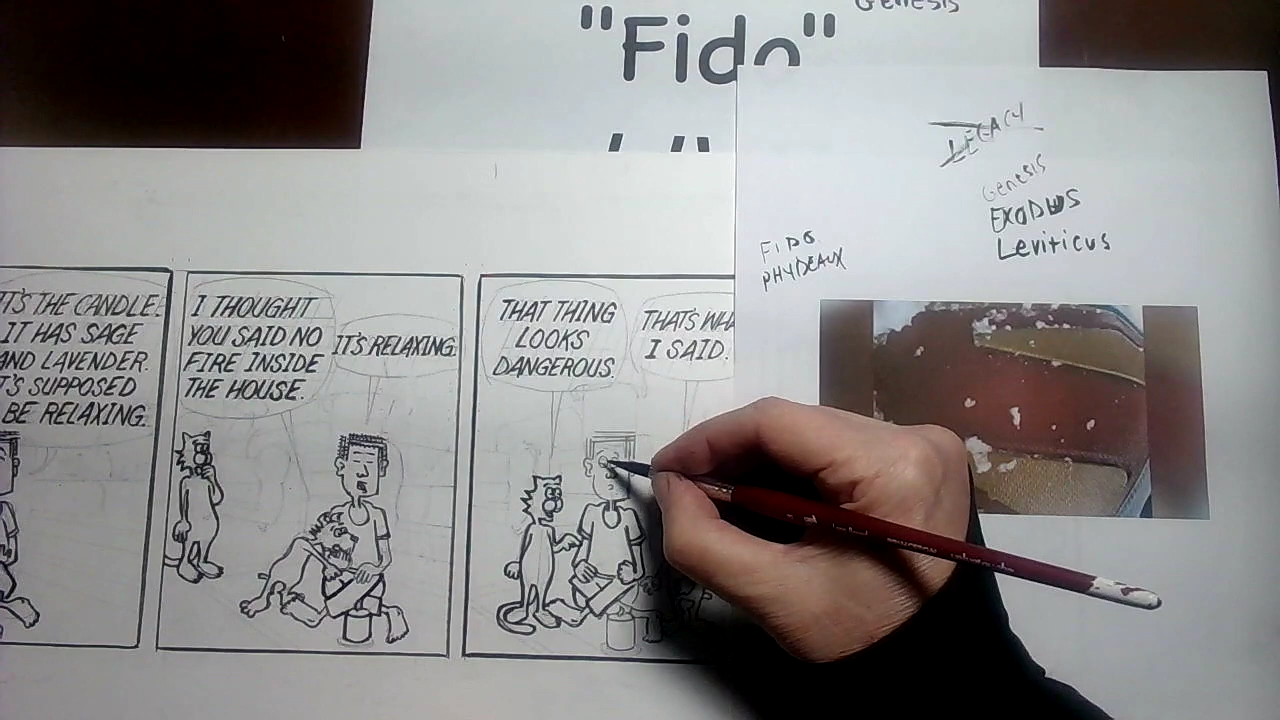 Genesis
"Fido"
LEGACY
Genesis
EXODUS
Leviticus
FIDO
PHYDEAUX
IT'S THE CANDLE.
IT HAS SAGE
AND LAVENDER.
IT'S SUPPOSED
BE RELAXING.
I THOUGHT
YOU SAID NO
FIRE INSIDE
THE HOUSE.
IT'S RELAXING.
THAT THING
LOOKS
DANGEROUS.
THAT'S
I SAID.